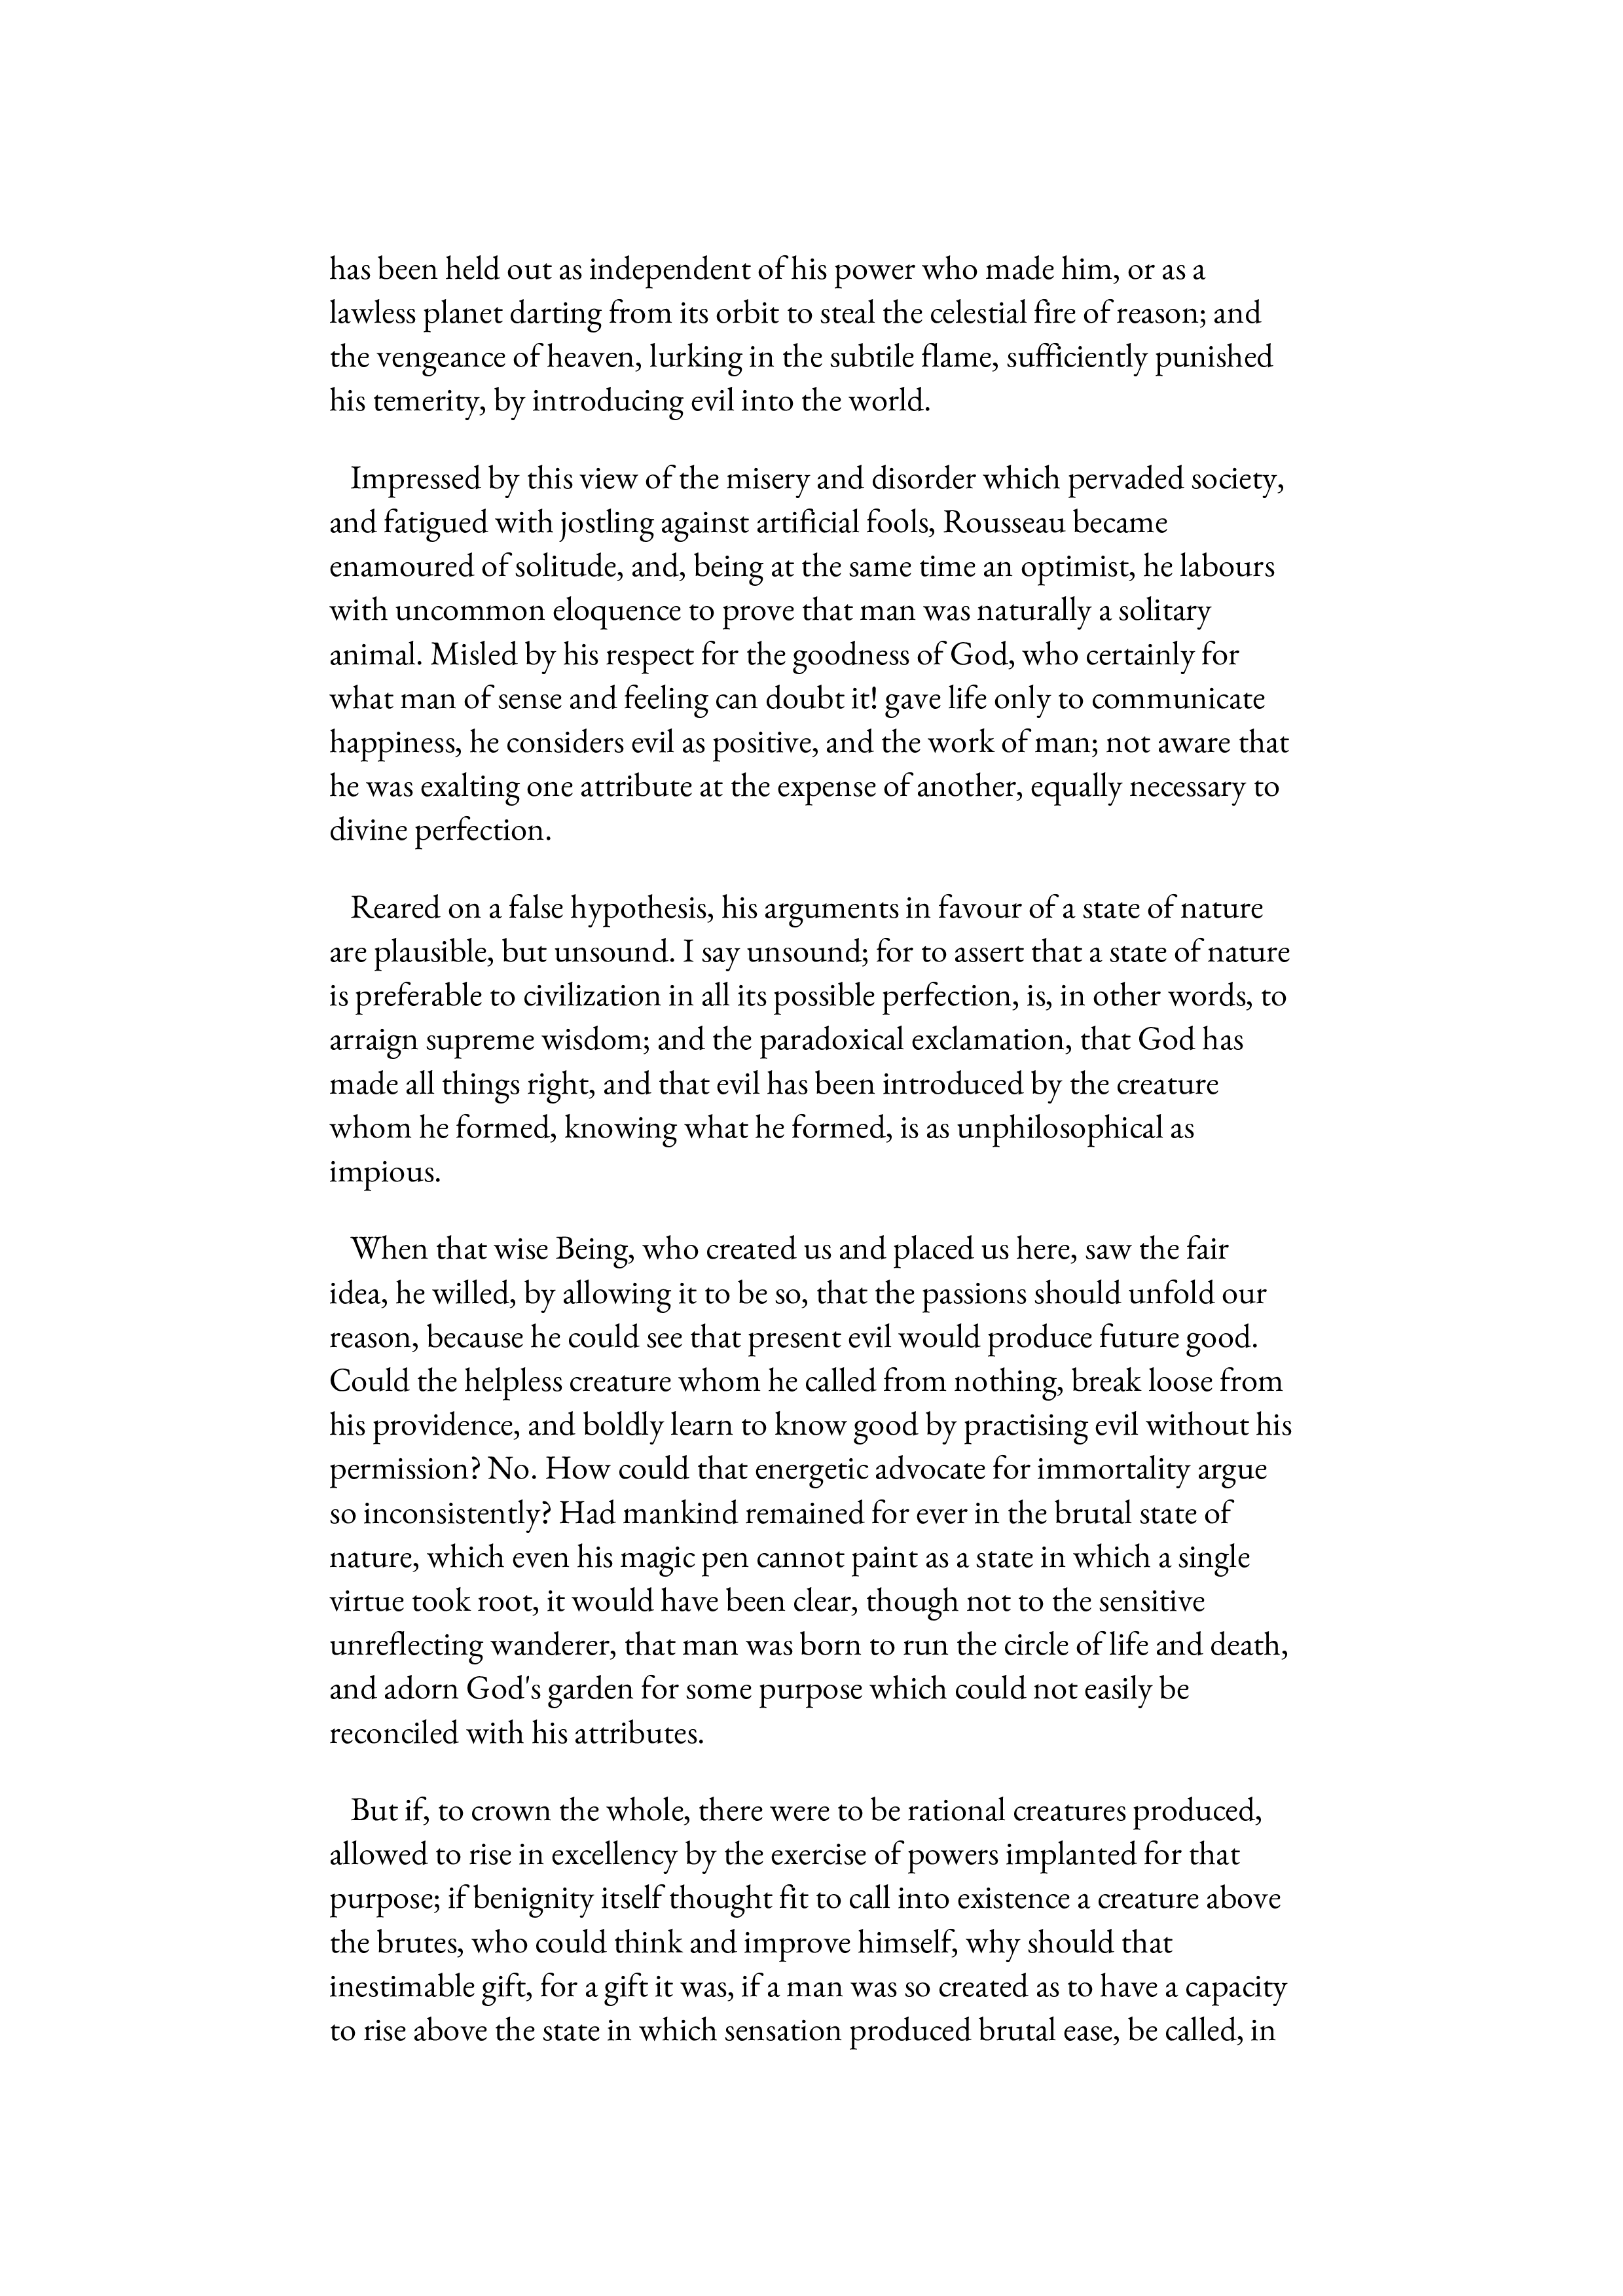 has been held out as independent of his power who made him, or as a
lawless planet darting from its orbit to steal the celestial fire of reason; and
the vengeance of heaven, lurking in the subtile flame, sufficiently punished
his temerity, by introducing evil into the world.
Impressed by this view of the misery and disorder which pervaded society,
and fatigued with jostling against artificial fools, Rousseau became
enamoured of solitude, and, being at the same time an optimist, he labours
with uncommon eloquence to prove that man was naturally a solitary
animal. Misled by his respect for the goodness of God, who certainly for
what man of sense and feeling can doubt it! gave life only to communicate
happiness, he considers evil as positive, and the work of man; not aware that
he was exalting one attribute at the expense of another, equally necessary to
divine perfection.
Reared on a false hypothesis, his arguments in favour of a state of nature
are plausible, but unsound. I say unsound; for to assert that a state of nature
is preferable to civilization in all its possible perfection, is, in other words, to
arraign supreme wisdom; and the paradoxical exclamation, that God has
made all things right, and that evil has been introduced by the creature
whom he formed, knowing what he formed, is as unphilosophical as
impious.
When that wise Being, who created us and placed us here, saw the fair
idea, he willed, by allowing it to be so, that the passions should unfold our
reason, because he could see that present evil would produce future good.
Could the helpless creature whom he called from nothing, break loose from
his providence, and boldly learn to know good by practising evil without his
permission? No. How could that energetic advocate for immortality argue
so inconsistently? Had mankind remained for ever in the brutal state of
nature, which even his magic pen cannot paint as a state in which a single
virtue took root, it would have been clear, though not to the sensitive
unreflecting wanderer, that man was born to run the circle of life and death,
and adorn God's garden for some purpose which could not easily be
reconciled with his attributes.
But if, to crown the whole, there were to be rational creatures produced,
allowed to rise in excellency by the exercise of powers implanted for that
purpose; if benignity itself thought fit to call into existence a creature above
the brutes, who could think and improve himself, why should that
inestimable gift, for a gift it was, if a man was so created as to have a capacity
to rise above the state in which sensation produced brutal ease, be called, in